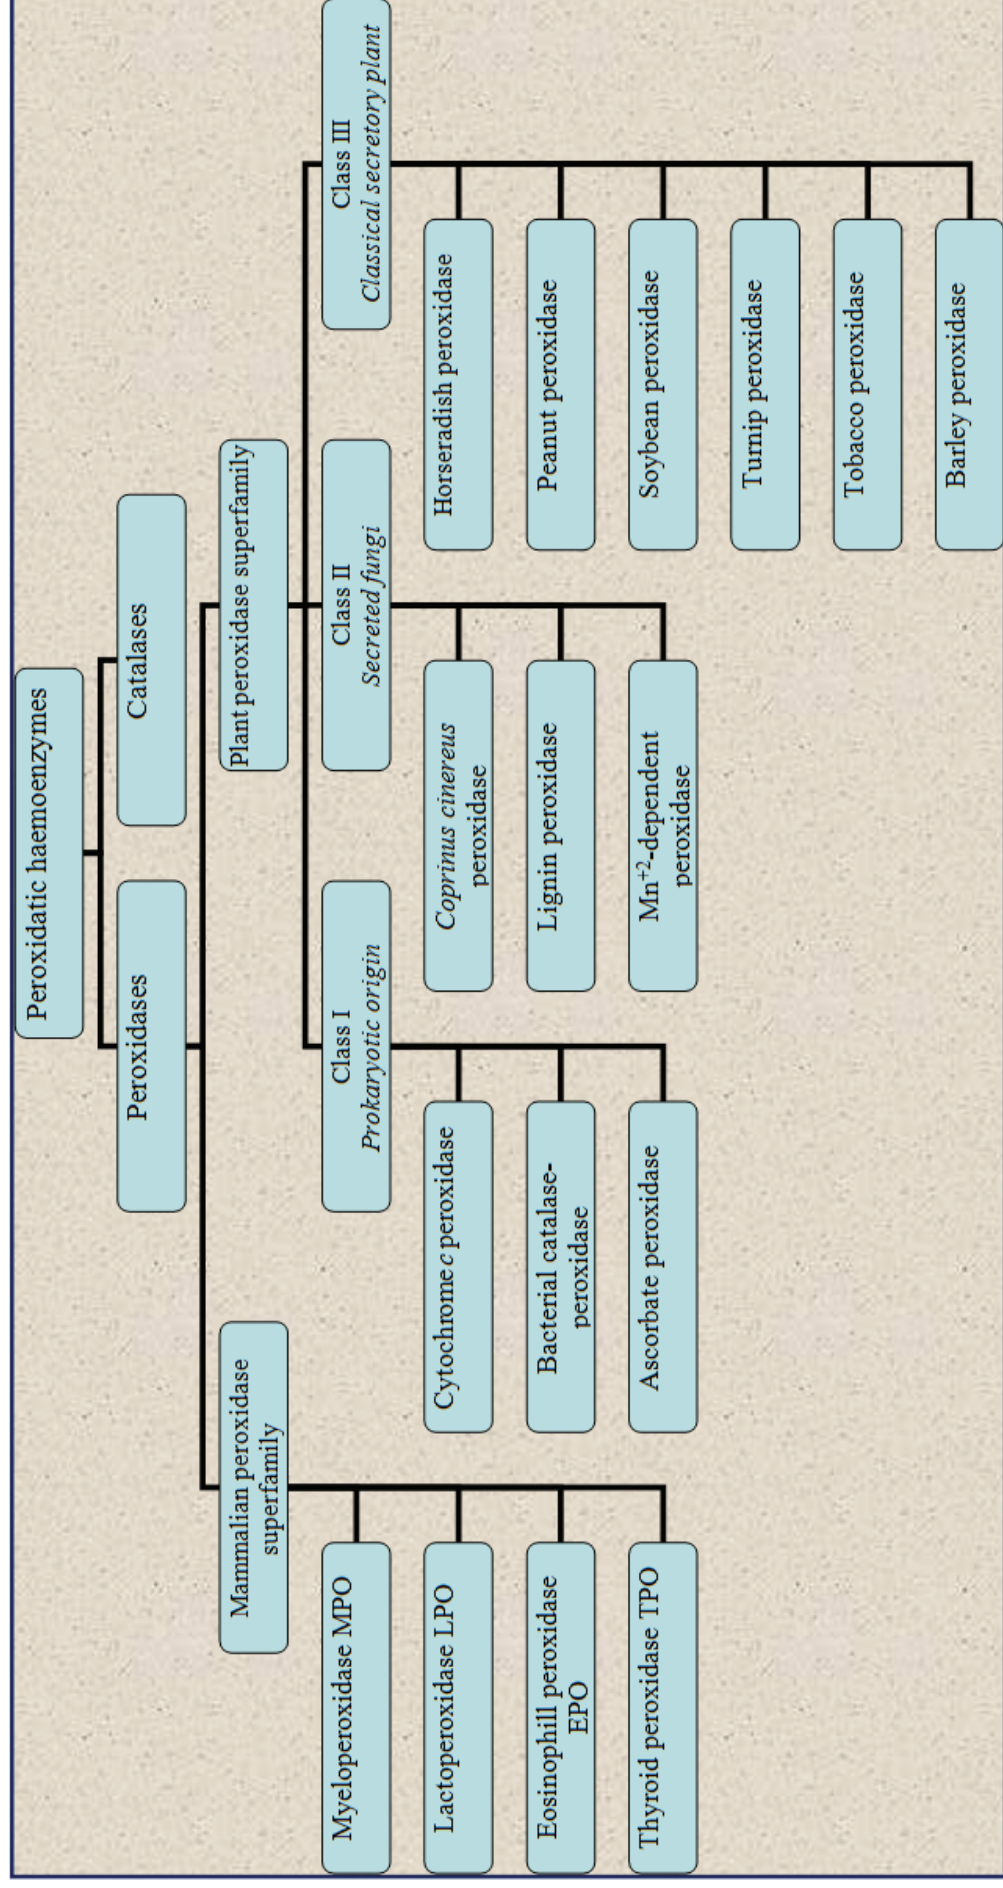 Peroxidatic haemoenzymes
Peroxidases
Catalases
Mammalian peroxidase
superfamily
Plant peroxidase superfamily
Myeloperoxidase MPO
Lactoperoxidase LPO
Eosinophill peroxidase
EPO
Thyroid peroxidase TPO
Class I
Prokaryotic origin
Cytochrome c peroxidase
Bacterial catalase-
peroxidase
Ascorbate peroxidase
Class II
Secreted fungi
Coprinus cinereus
peroxidase
Lignin peroxidase
Mn⁺²-dependent
peroxidase
Class III
Classical secretory plant
Horseradish peroxidase
Peanut peroxidase
Soybean peroxidase
Turnip peroxidase
Tobacco peroxidase
Barley peroxidase